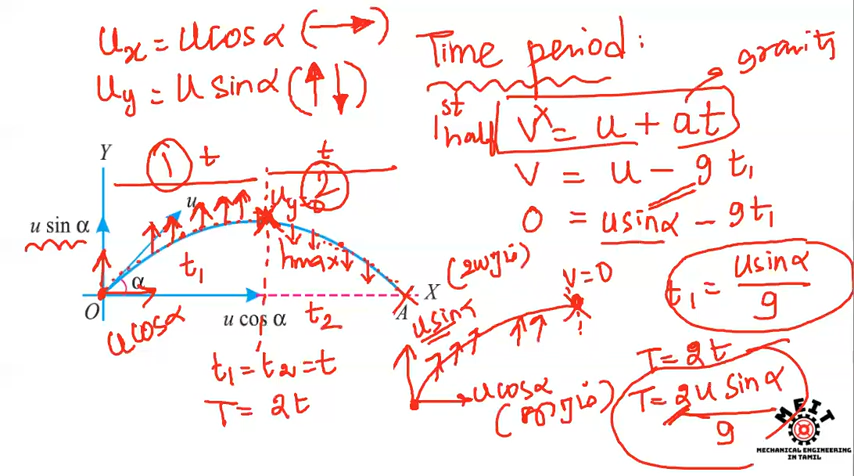 ux = u cos α (→)
uy = u sin α (↑↓)
Time period:
gravity
1st half
v = u + at
v = u − g t1
0 = u sin α − g t1
t1 = u sin α / g
T = 2t
T = 2 u sin α / g
Y
1 t
t
2
u
uy = 0
u sin α
t1
hmax
α
O
u cos α
u cos α
t2
A
X
t1 = t2 = t
T = 2t
v = 0
u sin α
u cos α
MEIT
MECHANICAL ENGINEERING
IN TAMIL